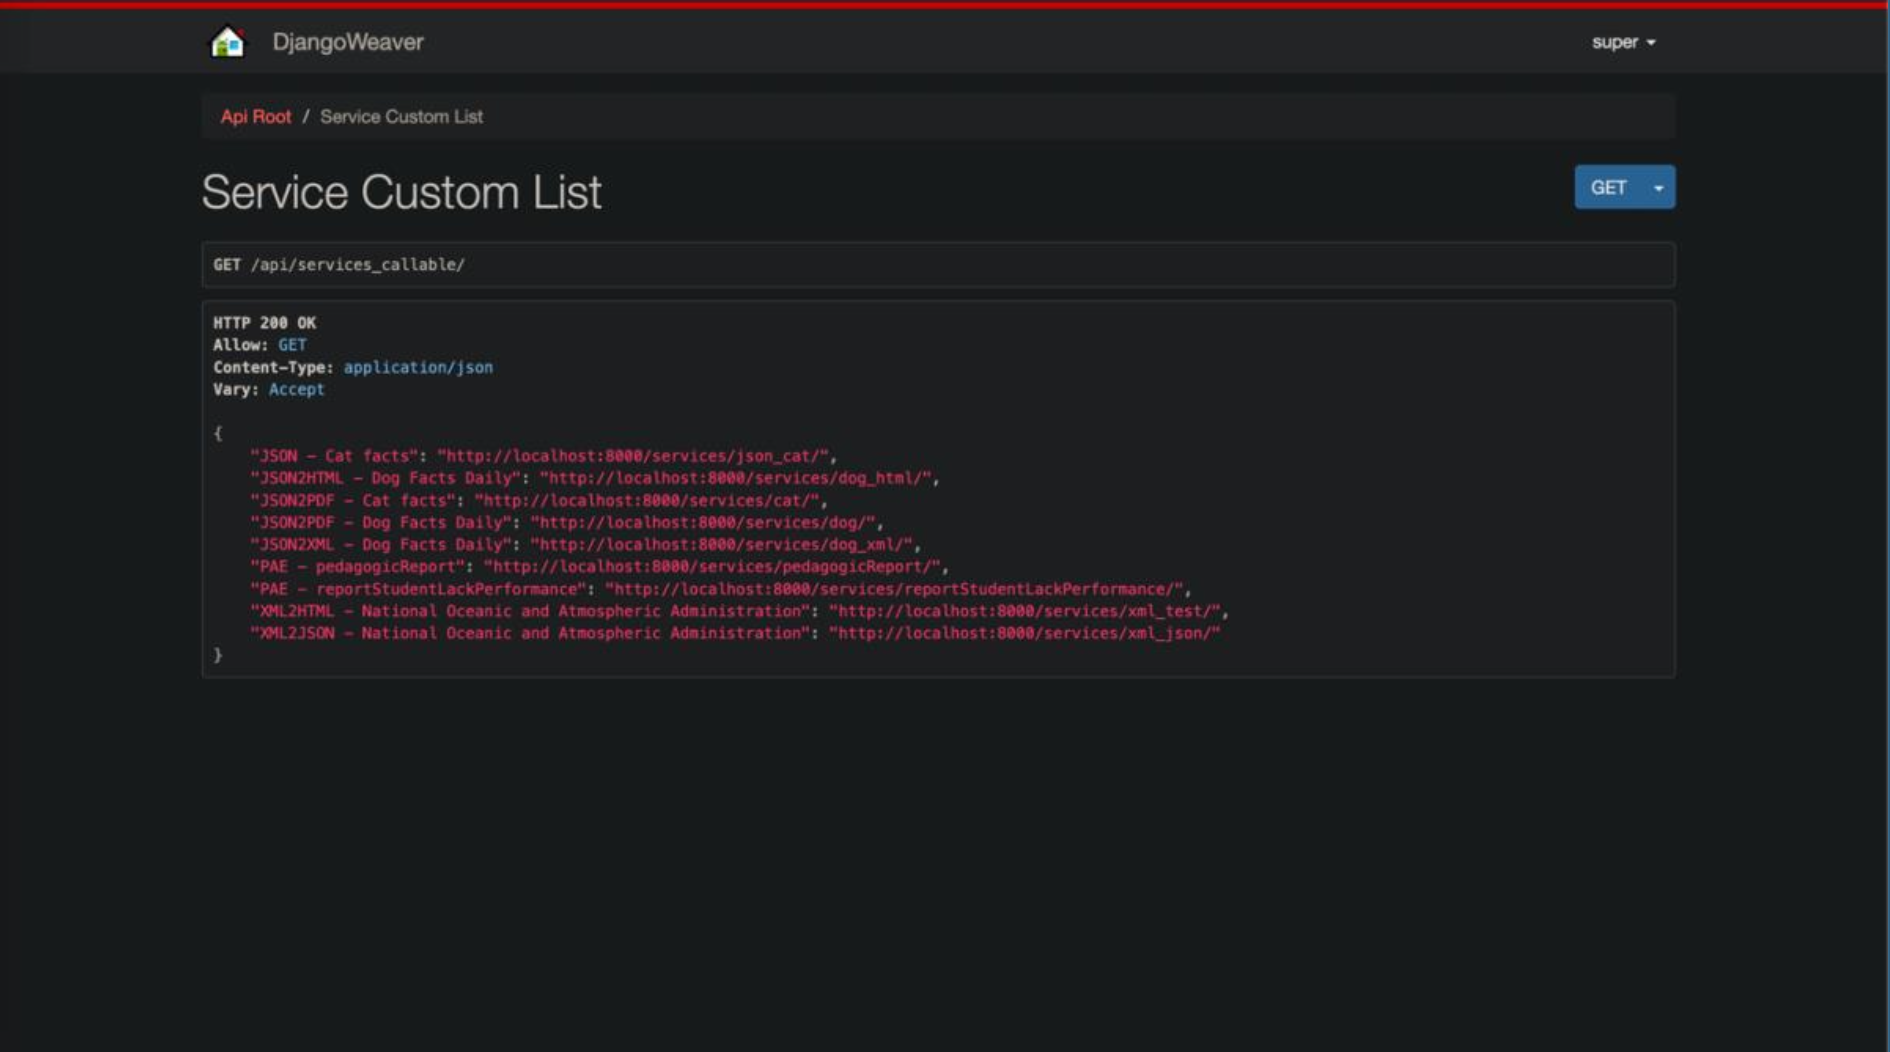 DjangoWeaver
super
Api Root / Service Custom List
Service Custom List
GET
GET /api/services_callable/
HTTP 200 OK
Allow: GET
Content-Type: application/json
Vary: Accept
{
    "JSON – Cat facts": "http://localhost:8000/services/json_cat/",
    "JSON2HTML – Dog Facts Daily": "http://localhost:8000/services/dog_html/",
    "JSON2PDF – Cat facts": "http://localhost:8000/services/cat/",
    "JSON2PDF – Dog Facts Daily": "http://localhost:8000/services/dog/",
    "JSON2XML – Dog Facts Daily": "http://localhost:8000/services/dog_xml/",
    "PAE – pedagogicReport": "http://localhost:8000/services/pedagogicReport/",
    "PAE – reportStudentLackPerformance": "http://localhost:8000/services/reportStudentLackPerformance/",
    "XML2HTML – National Oceanic and Atmospheric Administration": "http://localhost:8000/services/xml_test/",
    "XML2JSON – National Oceanic and Atmospheric Administration": "http://localhost:8000/services/xml_json/"
}